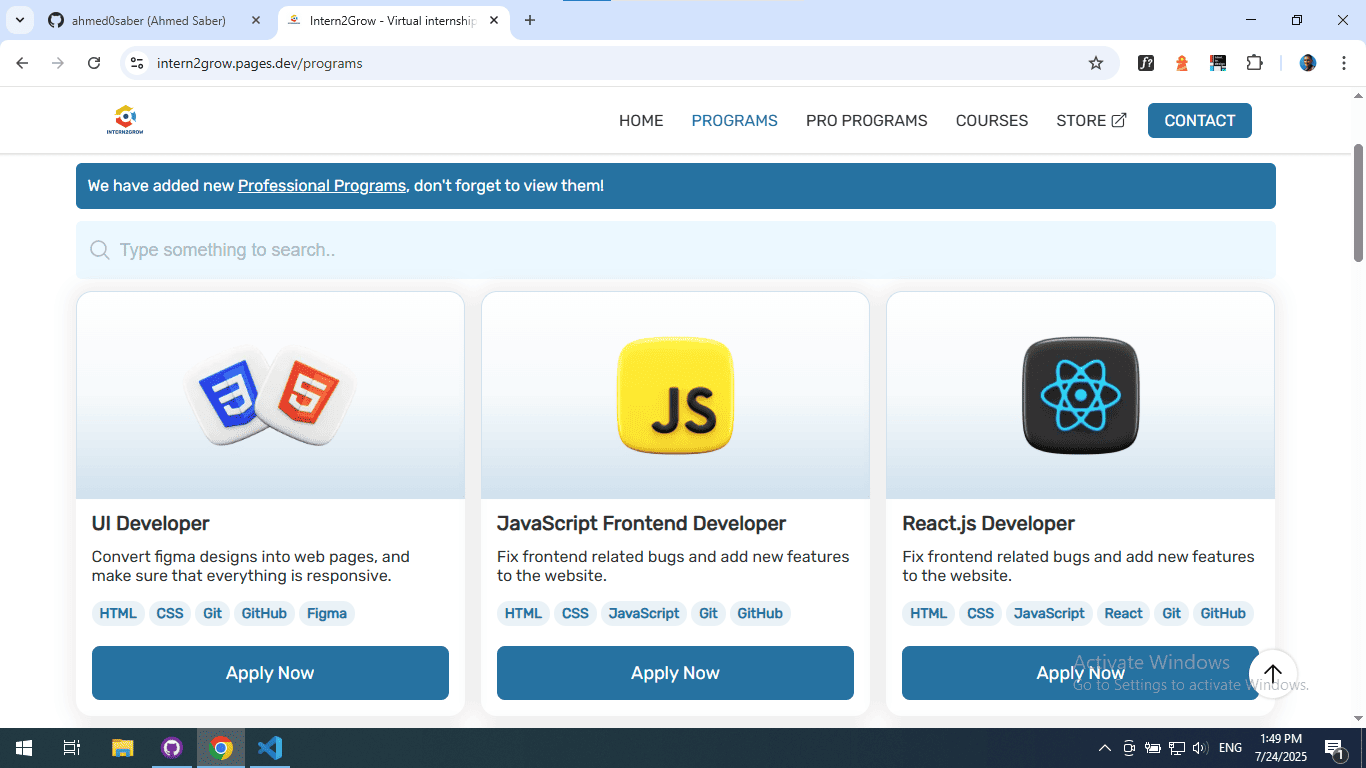 ahmed0saber (Ahmed Saber)
Intern2Grow - Virtual internship
intern2grow.pages.dev/programs
f?
INTERN2GROW
HOME
PROGRAMS
PRO PROGRAMS
COURSES
STORE
CONTACT
We have added new Professional Programs, don't forget to view them!
Type something to search..
3
5
JS
UI Developer
Convert figma designs into web pages, and
make sure that everything is responsive.
HTML CSS Git GitHub Figma
Apply Now
JavaScript Frontend Developer
Fix frontend related bugs and add new features
to the website.
HTML CSS JavaScript Git GitHub
Apply Now
React.js Developer
Fix frontend related bugs and add new features
to the website.
HTML CSS JavaScript React Git GitHub
Apply Now
Activate Windows
Go to Settings to activate Windows.
ENG
1:49 PM
7/24/2025
1